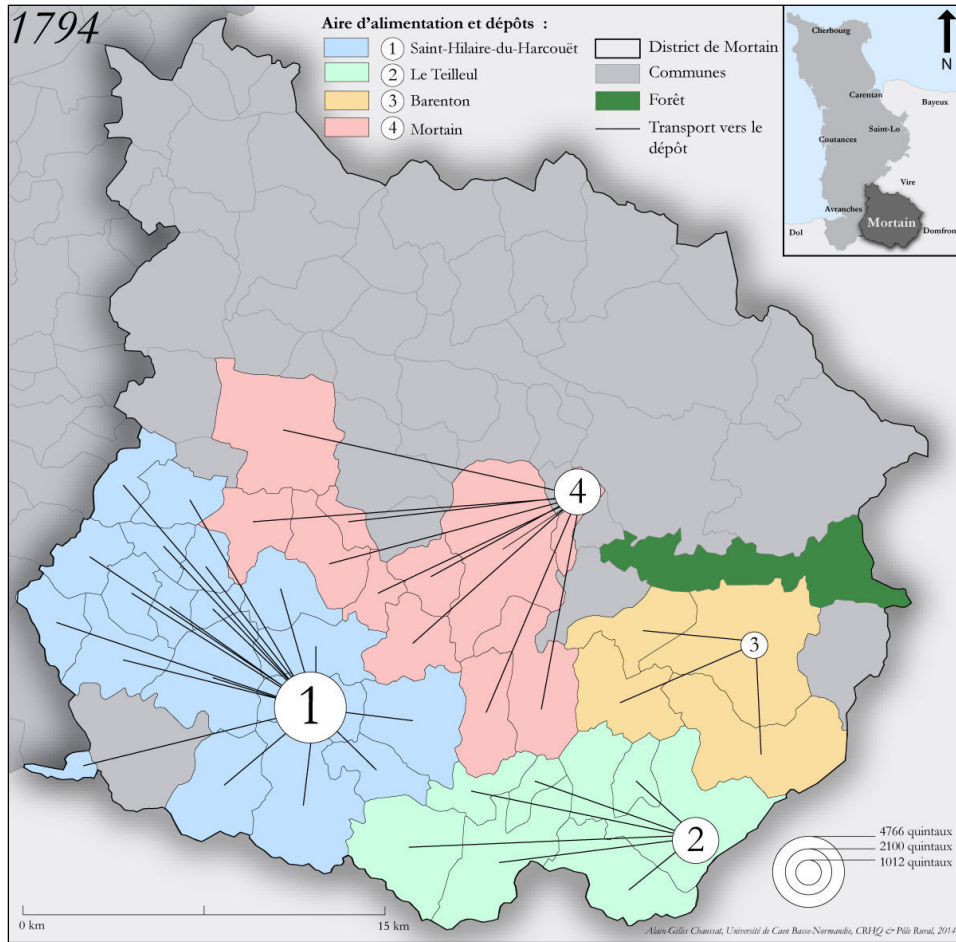 1794
Aire d'alimentation et dépôts :
1 Saint-Hilaire-du-Harcouët
2 Le Teilleul
3 Barenton
4 Mortain
District de Mortain
Communes
Forêt
Transport vers le
dépôt
Cherbourg
N
Carentan
Bayeux
Saint-Lo
Coutances
Vire
Avranches
Dol
Mortain
Domfron
4
3
1
2
4766 quintaux
2100 quintaux
1012 quintaux
0 km
15 km
Alain-Gilles Chaussat, Université de Caen Basse-Normandie, CRHQ & Pôle Rural, 2014